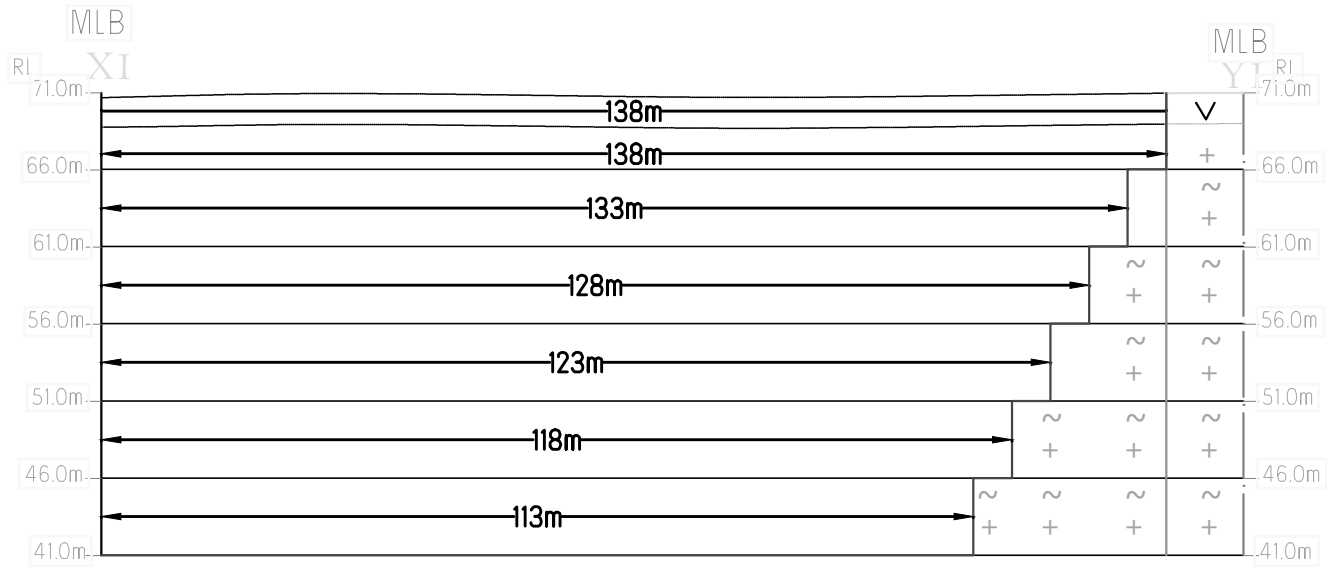 MLB
MLB
RL XI
Y1 RL
71.0m 71.0m
138m V
138m +
66.0m 66.0m
133m ~
+
61.0m 61.0m
128m ~ ~
+ +
56.0m 56.0m
123m ~ ~
+ +
51.0m 51.0m
118m ~ ~ ~
+ + +
46.0m 46.0m
113m ~ ~ ~ ~
+ + + +
41.0m 41.0m